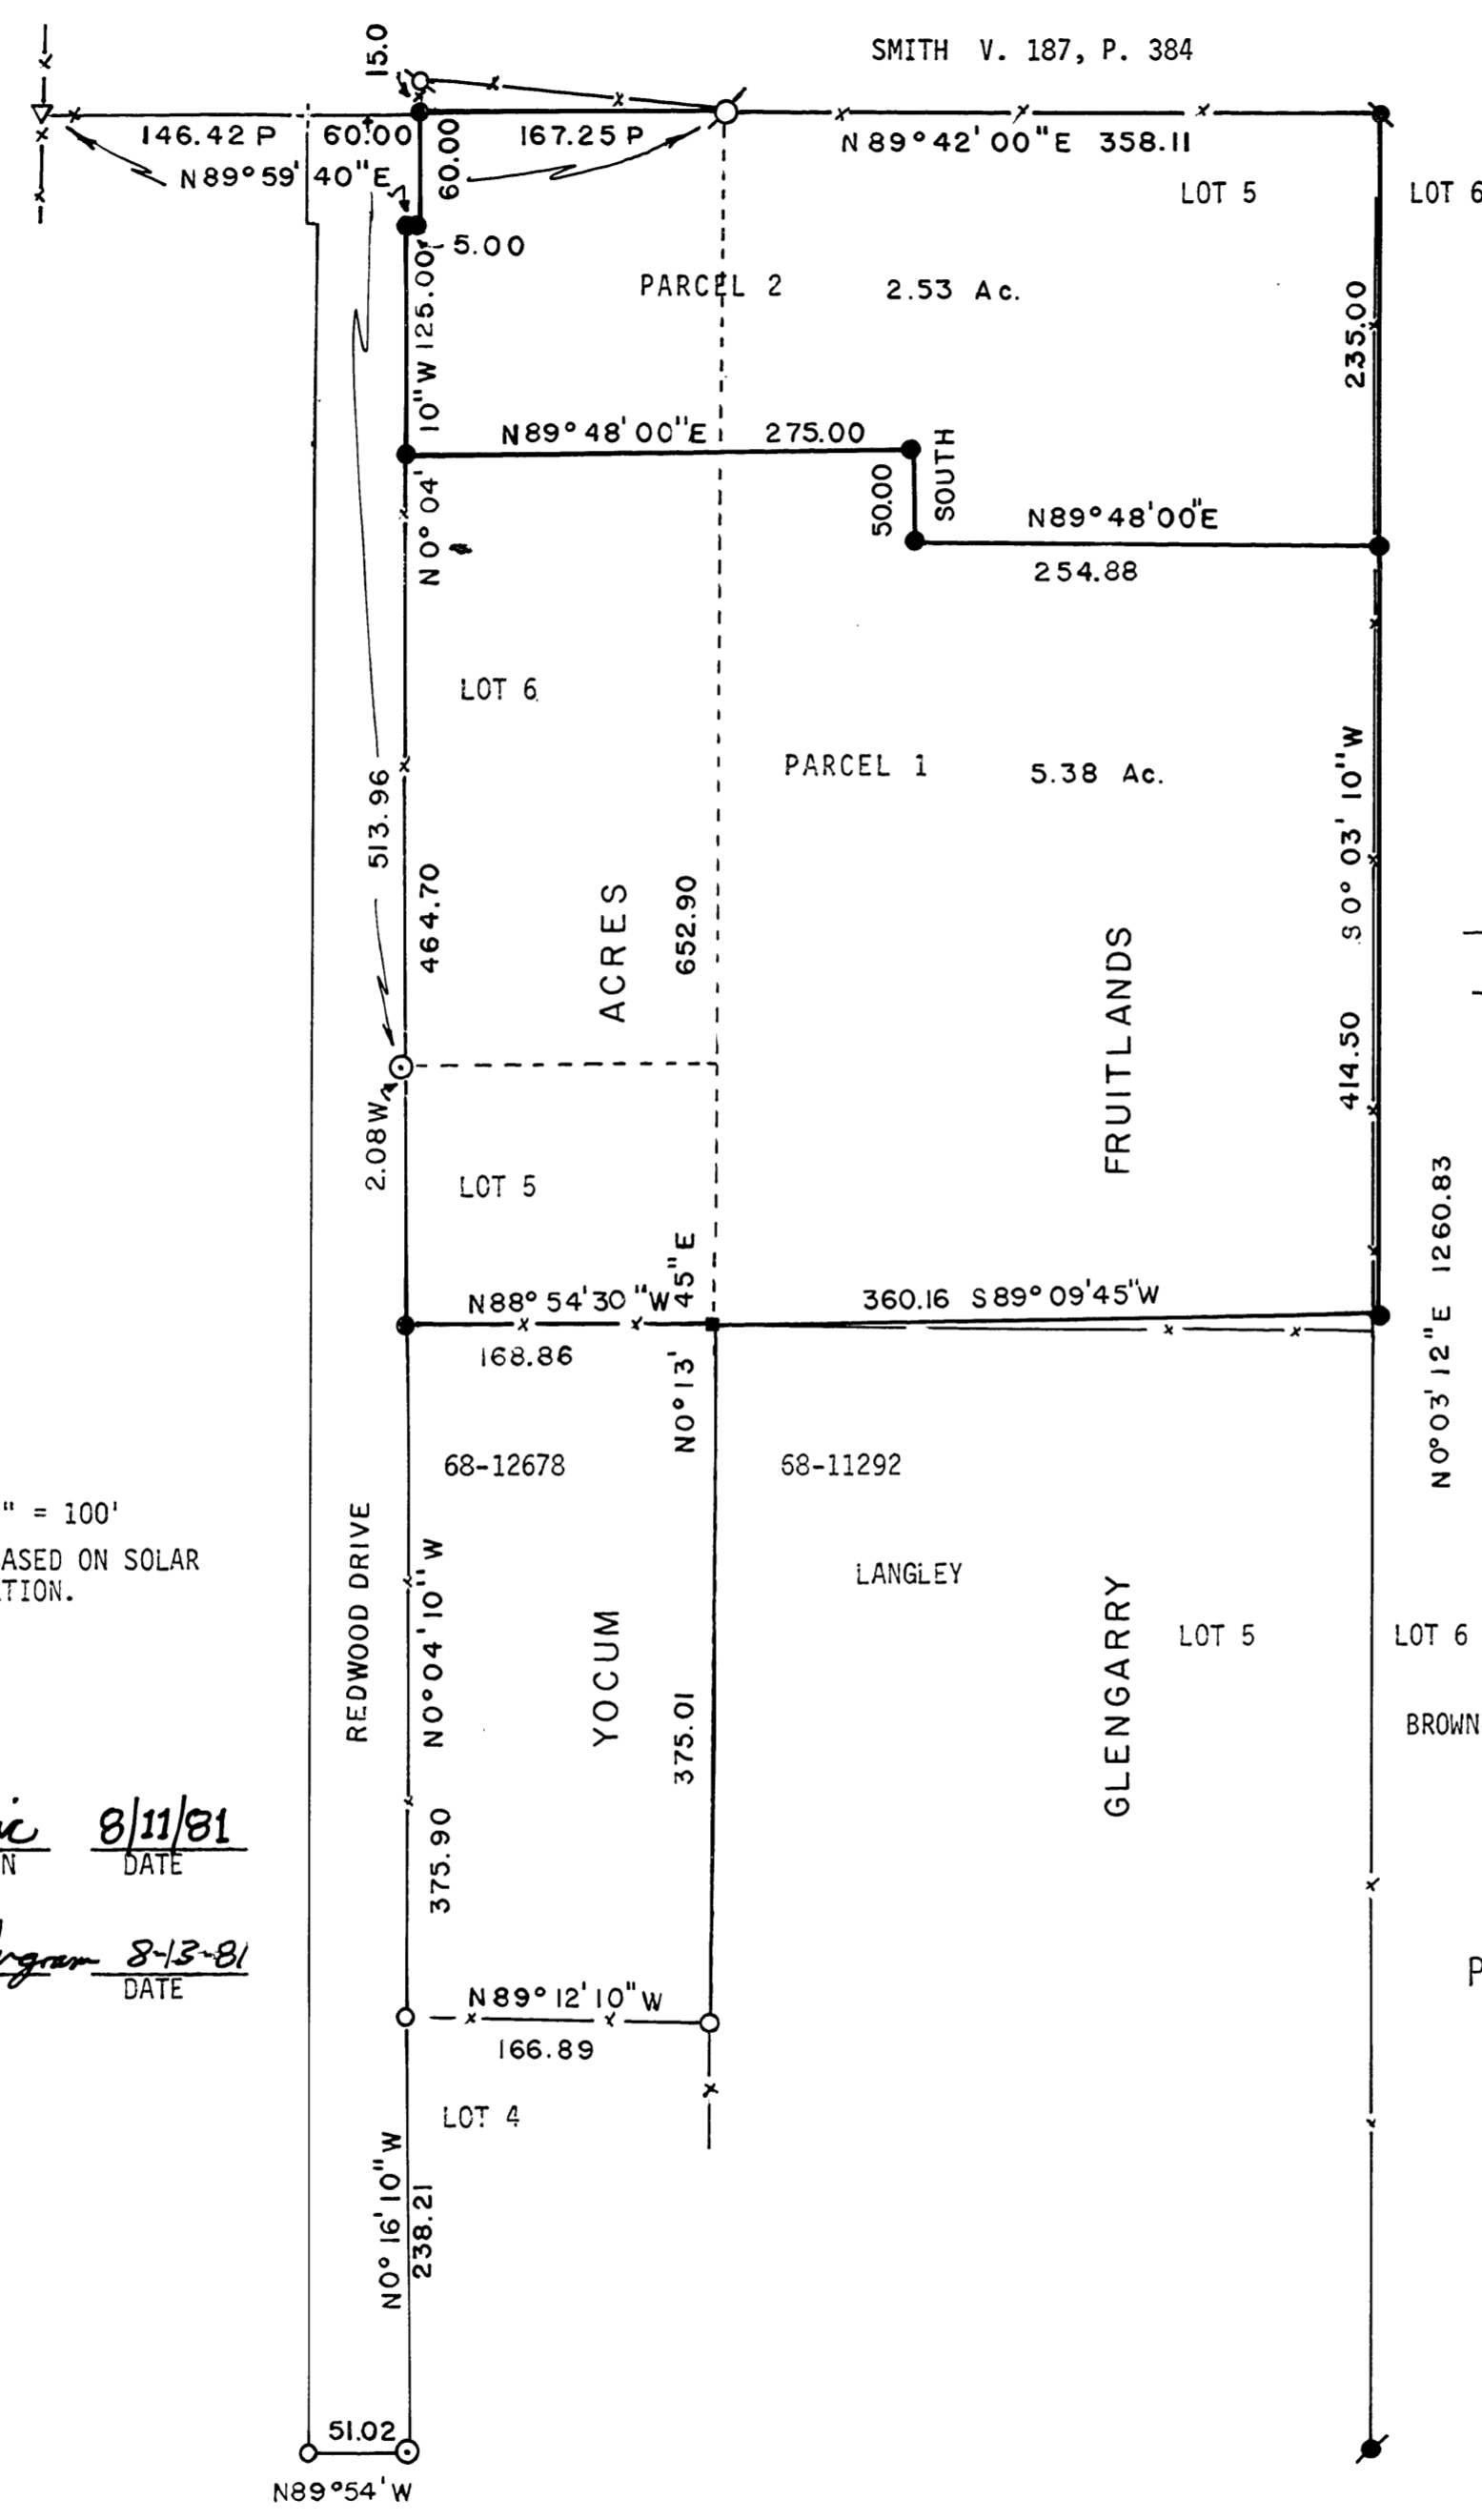 SMITH V. 187, P. 384
15.0
146.42 P
60.00
167.25 P
N 89° 42' 00" E 358.11
N 89° 59' 40" E
60.00
LOT 5
LOT 6
5.00
PARCEL 2 2.53 Ac.
235.00
N 0° 04' 10" W 125.00
N89° 48' 00"E 275.00
50.00
SOUTH
N89° 48' 00"E
254.88
LOT 6
PARCEL 1 5.38 Ac.
513.96
464.70
ACRES
652.90
FRUITLANDS
414.50 S 0° 03' 10" W
2.08W
LOT 5
N0° 13' 45" E
N88° 54' 30" W
360.16 S 89° 09' 45" W
168.86
N0° 03' 12" E 1260.83
68-12678
68-11292
" = 100'
ASED ON SOLAR
TION.
REDWOOD DRIVE
N0° 04' 10" W
375.90
YOCUM
375.01
LANGLEY
GLENGARRY
LOT 5
LOT 6
BROWN
8/11/81
N DATE
8-13-81
DATE
P
N 89° 12' 10" W
166.89
LOT 4
N0° 16' 10" W
238.21
51.02
N89°54' W